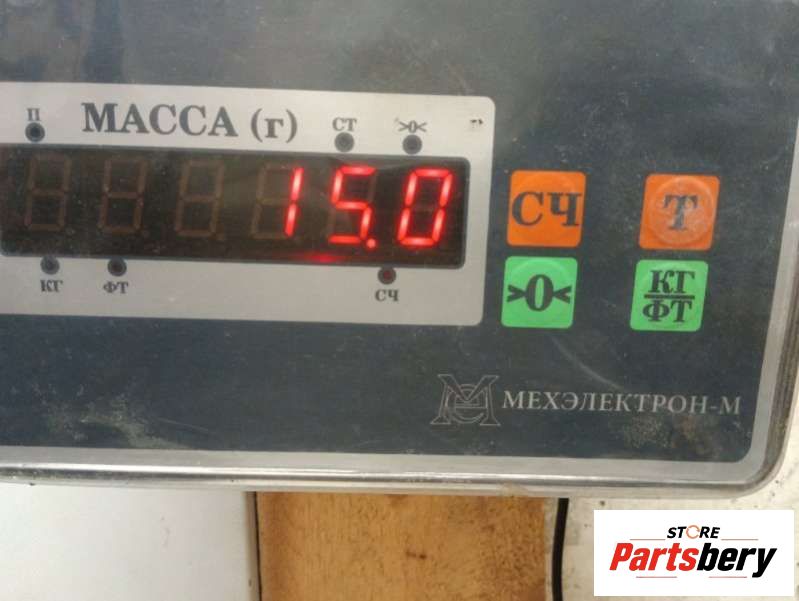 П МАССА (г) СТ >0<
15.0
КГ ФТ СЧ
СЧ Т
>0< КГ/ФТ
МЕХЭЛЕКТРОН-М
STORE
Partsbery